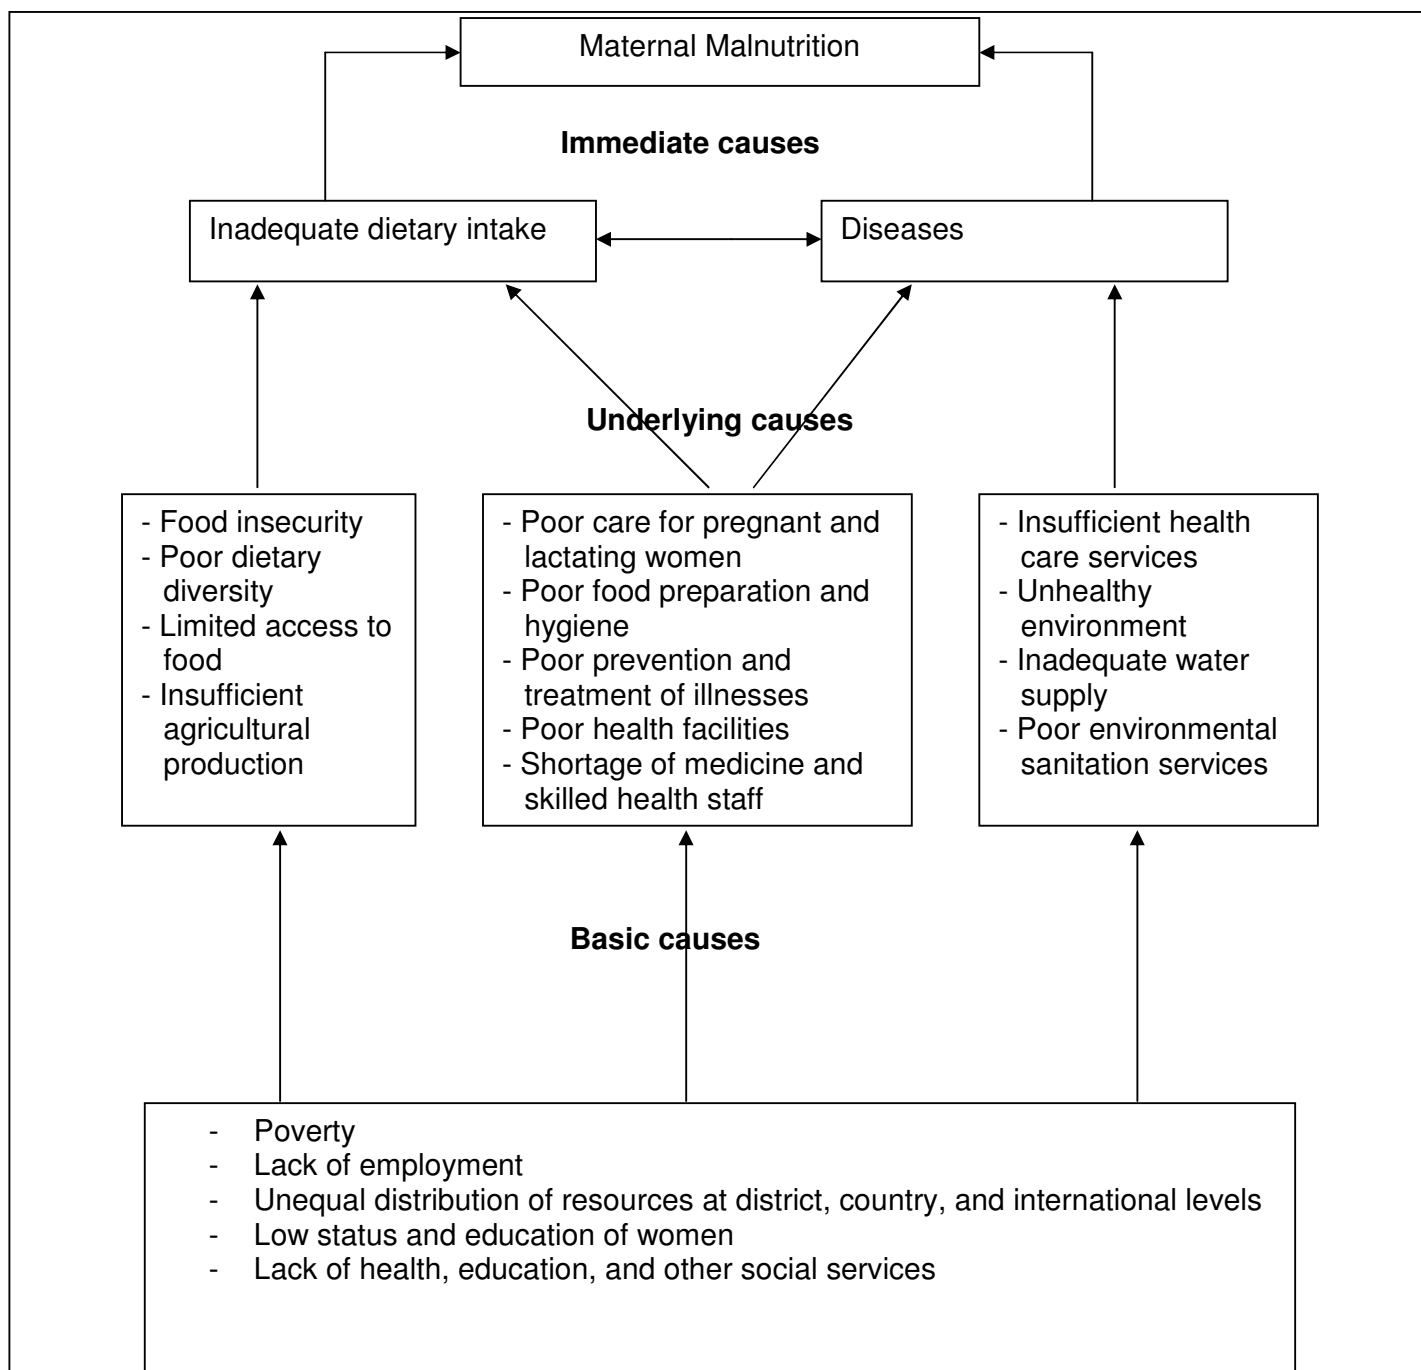 Maternal Malnutrition
Immediate causes
Inadequate dietary intake
Diseases
Underlying causes
- Food insecurity
- Poor dietary
diversity
- Limited access to
food
- Insufficient
agricultural
production
- Poor care for pregnant and
lactating women
- Poor food preparation and
hygiene
- Poor prevention and
treatment of illnesses
- Poor health facilities
- Shortage of medicine and
skilled health staff
- Insufficient health
care services
- Unhealthy
environment
- Inadequate water
supply
- Poor environmental
sanitation services
Basic causes
- Poverty
- Lack of employment
- Unequal distribution of resources at district, country, and international levels
- Low status and education of women
- Lack of health, education, and other social services